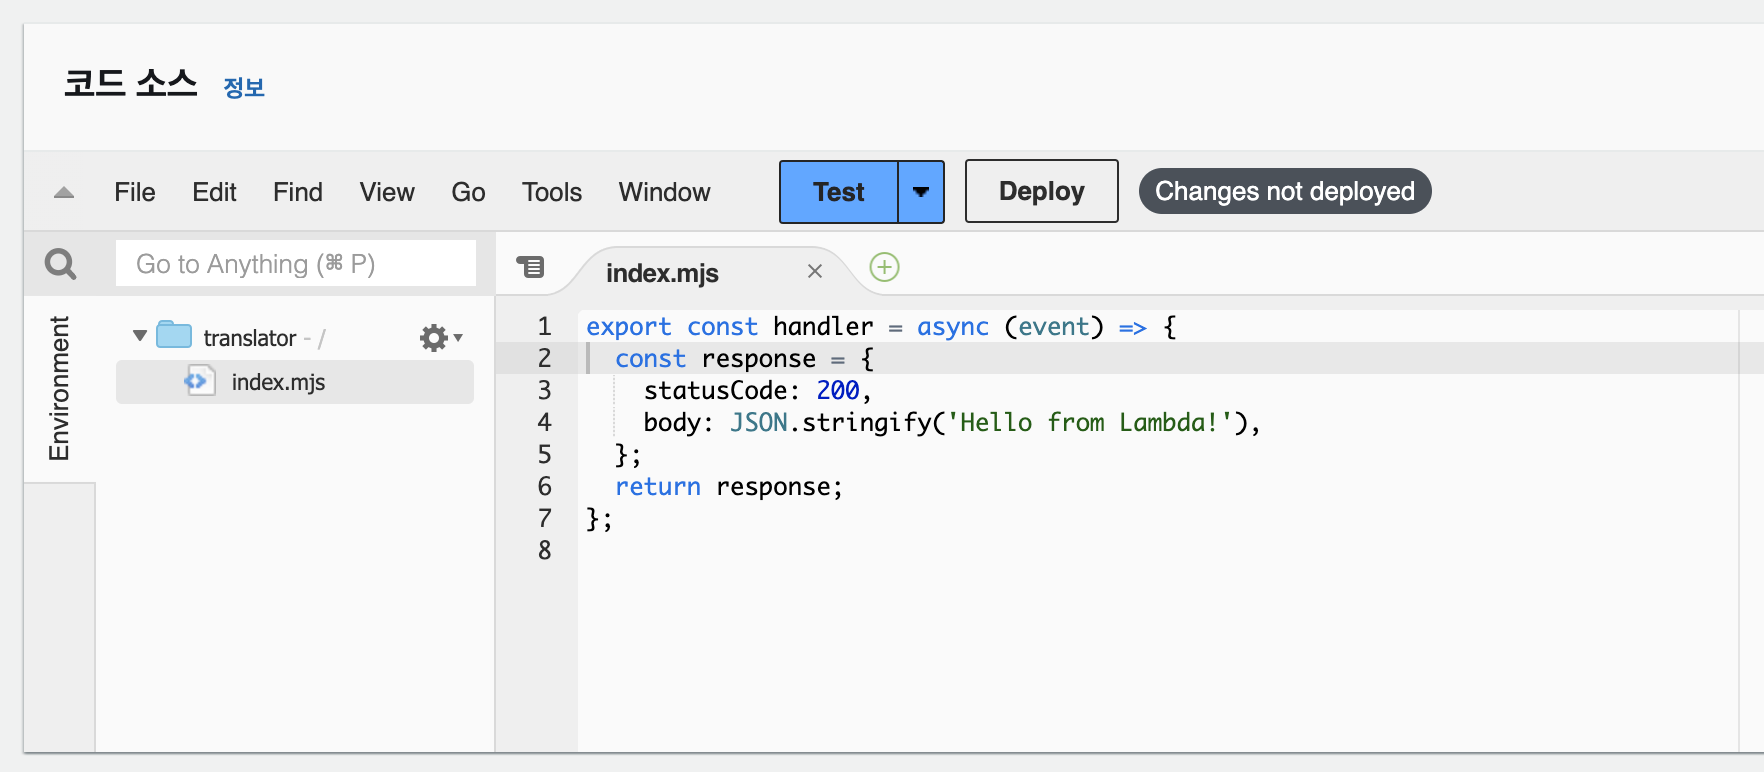 코드 소스 정보
File Edit Find View Go Tools Window Test Deploy Changes not deployed
Go to Anything (⌘ P)
index.mjs
Environment
translator - /
index.mjs
1 export const handler = async (event) => {
2   const response = {
3     statusCode: 200,
4     body: JSON.stringify('Hello from Lambda!'),
5   };
6   return response;
7 };
8